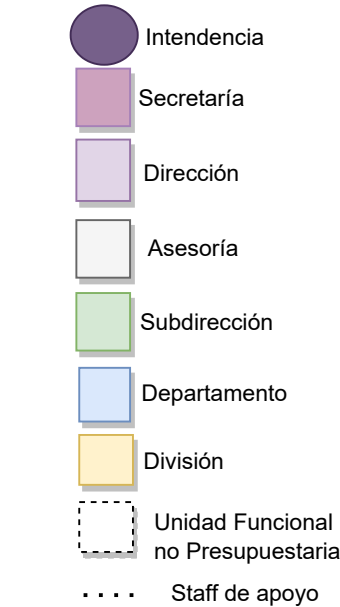 Intendencia
Secretaría
Dirección
Asesoría
Subdirección
Departamento
División
Unidad Funcional
no Presupuestaria
Staff de apoyo